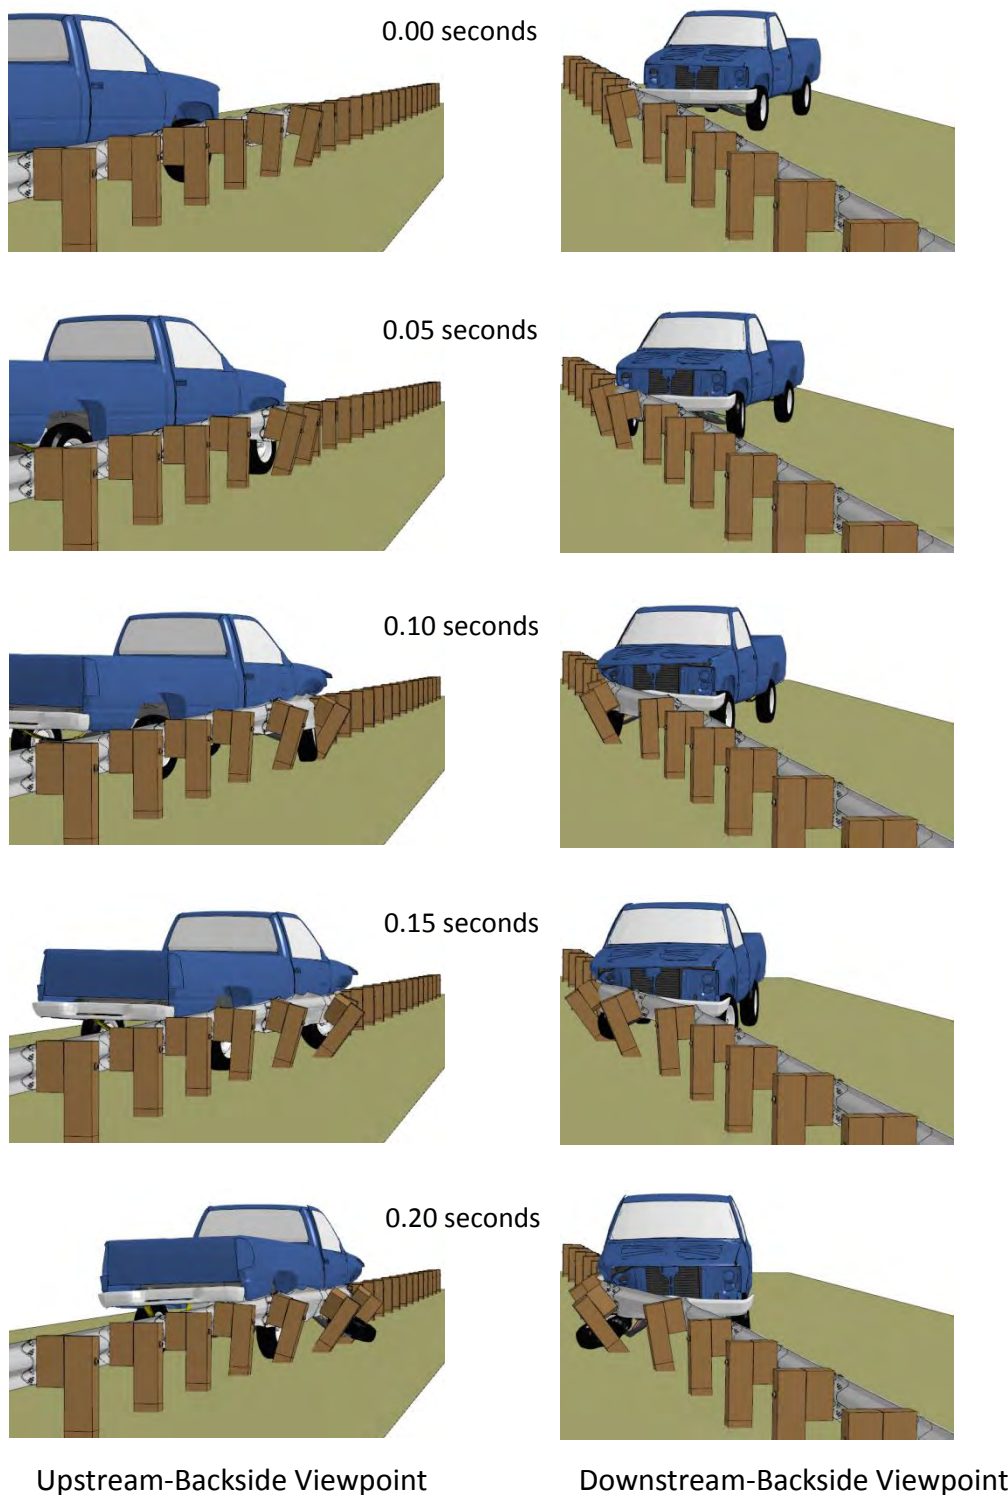 0.00 seconds
0.05 seconds
0.10 seconds
0.15 seconds
0.20 seconds
Upstream-Backside Viewpoint
Downstream-Backside Viewpoint